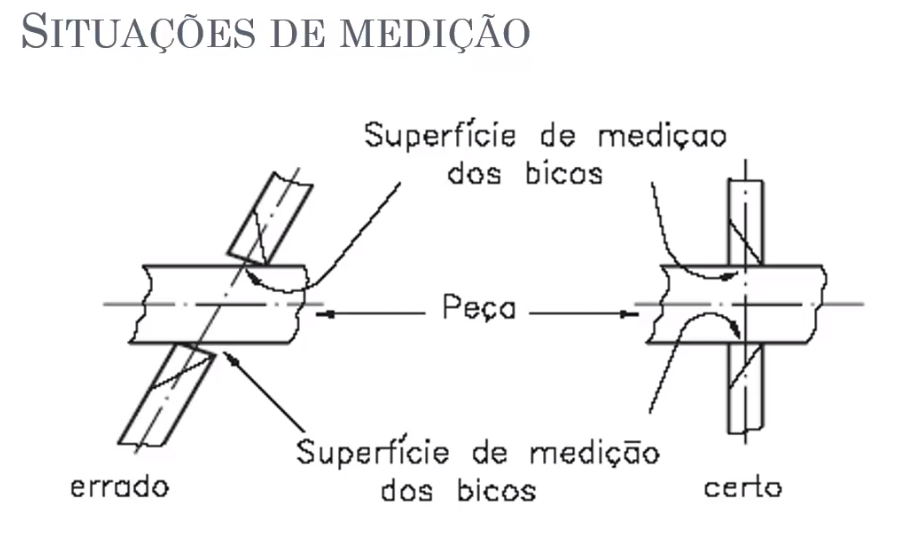 SITUAÇÕES DE MEDIÇÃO
Superfície de mediçao
dos bicos
Peça
Superfície de medição
dos bicos
errado
certo